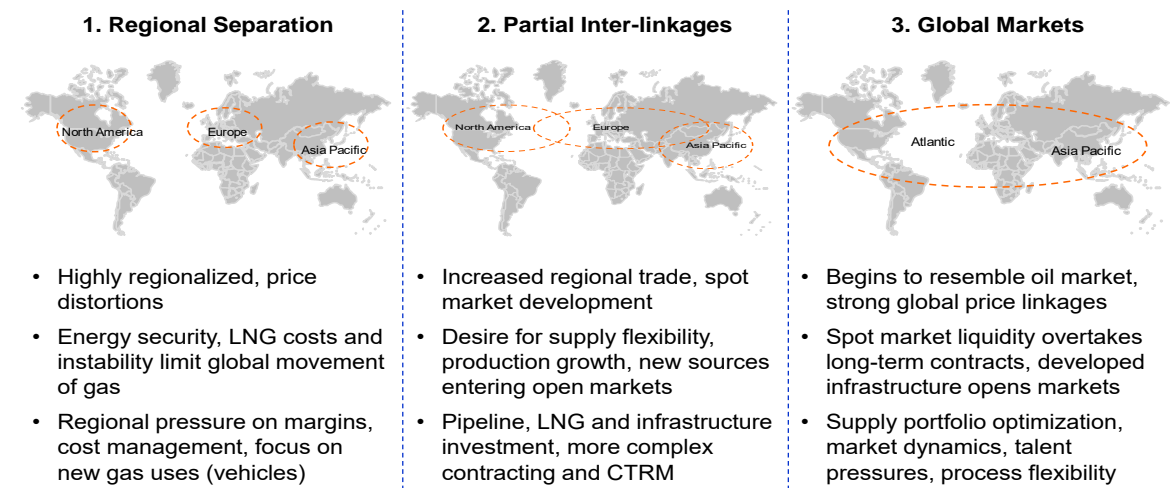 1. Regional Separation
North America
Europe
Asia Pacific
• Highly regionalized, price
distortions
• Energy security, LNG costs and
instability limit global movement
of gas
• Regional pressure on margins,
cost management, focus on
new gas uses (vehicles)
2. Partial Inter-linkages
North America
Europe
Asia Pacific
• Increased regional trade, spot
market development
• Desire for supply flexibility,
production growth, new sources
entering open markets
• Pipeline, LNG and infrastructure
investment, more complex
contracting and CTRM
3. Global Markets
Atlantic
Asia Pacific
• Begins to resemble oil market,
strong global price linkages
• Spot market liquidity overtakes
long-term contracts, developed
infrastructure opens markets
• Supply portfolio optimization,
market dynamics, talent
pressures, process flexibility